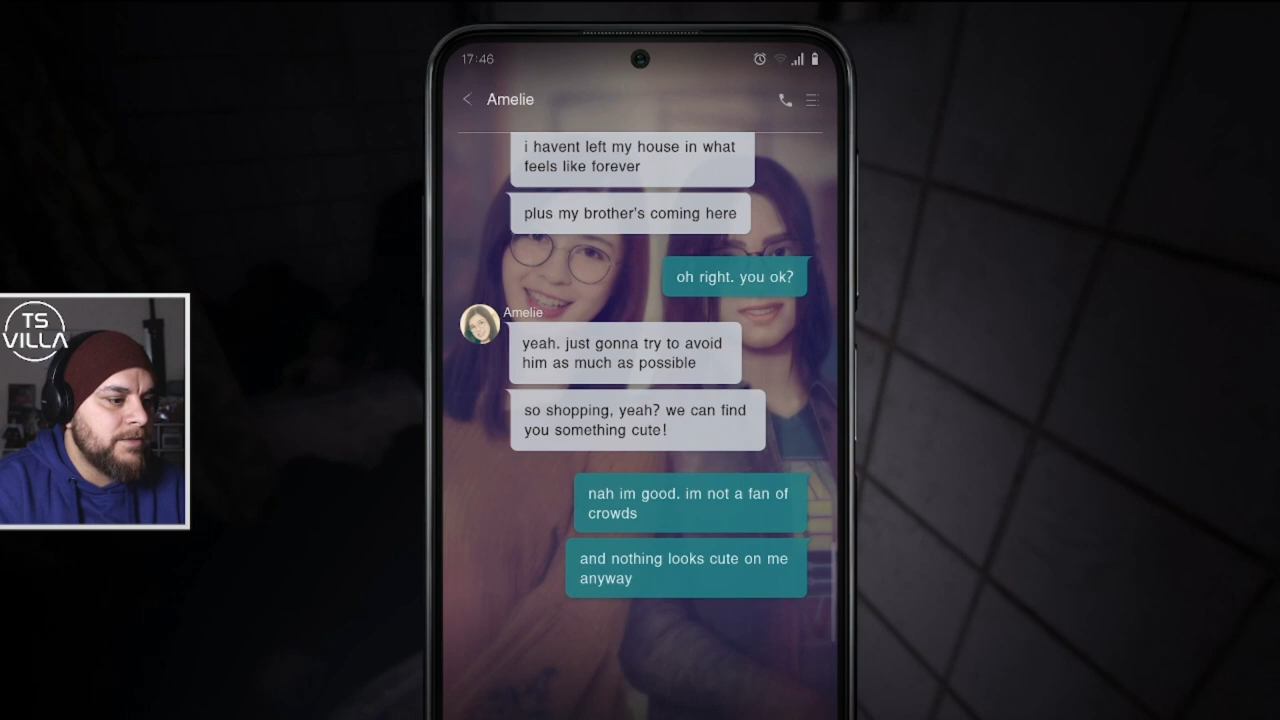 17:46
Amelie
i havent left my house in what
feels like forever
plus my brother's coming here
oh right. you ok?
Amelie
yeah. just gonna try to avoid
him as much as possible
so shopping, yeah? we can find
you something cute!
nah im good. im not a fan of
crowds
and nothing looks cute on me
anyway
TS
VILLA